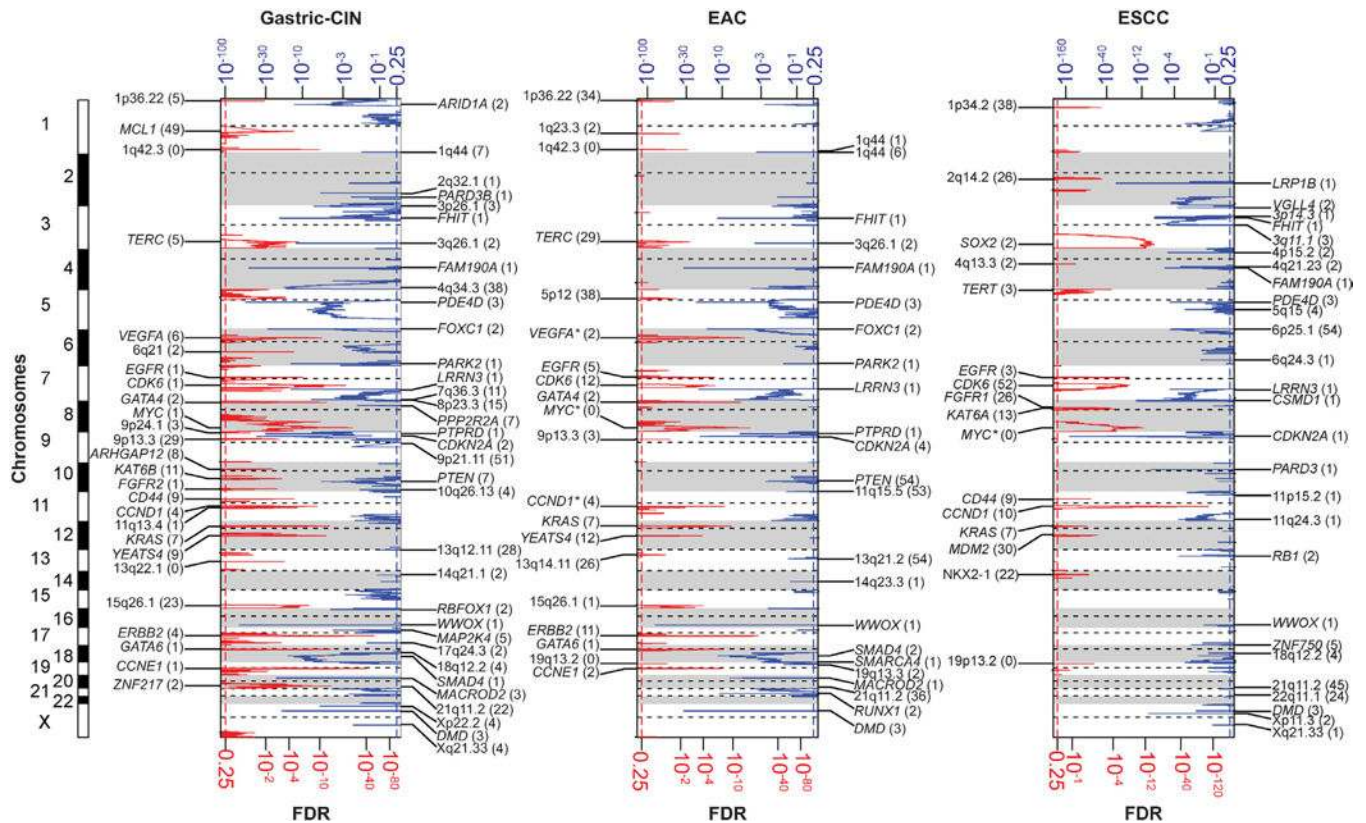 Gastric-CIN
EAC
ESCC
10-100
10-30
10-10
10-3
10-1
0.25
10-100
10-30
10-10
10-3
10-1
0.25
10-160
10-40
10-12
10-4
10-1
0.25
Chromosomes
1
2
3
4
5
6
7
8
9
10
11
12
13
14
15
16
17
18
19
20
21
22
X
1p36.22 (5)
MCL1 (49)
1q42.3 (0)
TERC (5)
VEGFA (6)
6q21 (2)
EGFR (1)
CDK6 (1)
GATA4 (2)
MYC (1)
9p24.1 (3)
9p13.3 (29)
ARHGAP12 (8)
KAT6B (11)
FGFR2 (1)
CD44 (9)
CCND1 (4)
11q13.4 (1)
KRAS (7)
YEATS4 (9)
13q22.1 (0)
15q26.1 (23)
ERBB2 (4)
GATA6 (1)
CCNE1 (1)
ZNF217 (2)
ARID1A (2)
1q44 (7)
2q32.1 (1)
PARD3B (1)
3p26.1 (3)
FHIT (1)
3q26.1 (2)
FAM190A (1)
4q34.3 (38)
PDE4D (3)
FOXC1 (2)
PARK2 (1)
LRRN3 (1)
7q36.3 (11)
8p23.3 (15)
PPP2R2A (7)
PTPRD (1)
CDKN2A (2)
9p21.11 (51)
PTEN (7)
10q26.13 (4)
13q12.11 (28)
14q21.1 (2)
RBFOX1 (2)
WWOX (1)
MAP2K4 (5)
17q24.3 (2)
18q12.2 (4)
SMAD4 (1)
MACROD2 (3)
21q11.2 (22)
Xp22.2 (4)
DMD (3)
Xq21.33 (4)
1p36.22 (34)
1q23.3 (2)
1q42.3 (0)
TERC (29)
5p12 (38)
VEGFA* (2)
EGFR (5)
CDK6 (12)
GATA4 (2)
MYC* (0)
9p13.3 (3)
CCND1* (4)
KRAS (7)
YEATS4 (12)
13q14.11 (26)
15q26.1 (1)
ERBB2 (11)
GATA6 (1)
19q13.2 (0)
CCNE1 (2)
1q44 (1)
1q44 (6)
FHIT (1)
3q26.1 (2)
FAM190A (1)
PDE4D (3)
FOXC1 (2)
PARK2 (1)
LRRN3 (1)
PTPRD (1)
CDKN2A (4)
PTEN (54)
11q15.5 (53)
13q21.2 (54)
14q23.3 (1)
WWOX (1)
SMAD4 (2)
SMARCA4 (1)
19q13.3 (2)
MACROD2 (1)
21q11.2 (36)
RUNX1 (2)
DMD (3)
1p34.2 (38)
2q14.2 (26)
SOX2 (2)
4q13.3 (2)
TERT (3)
EGFR (3)
CDK6 (52)
FGFR1 (26)
KAT6A (13)
MYC* (0)
CD44 (9)
CCND1 (10)
KRAS (7)
MDM2 (30)
NKX2-1 (22)
19p13.2 (0)
LRP1B (1)
VGLL4 (2)
3p14.3 (1)
FHIT (1)
3q11.1 (3)
4p15.2 (2)
4q21.23 (2)
FAM190A (1)
PDE4D (3)
5q15 (4)
6p25.1 (54)
6q24.3 (1)
LRRN3 (1)
CSMD1 (1)
CDKN2A (1)
PARD3 (1)
11p15.2 (1)
11q24.3 (1)
RB1 (2)
WWOX (1)
ZNF750 (5)
18q12.2 (4)
21q11.2 (45)
22q11.1 (24)
DMD (3)
Xp11.3 (2)
Xq21.33 (1)
0.25
10-2
10-4
10-10
10-40
10-80
0.25
10-2
10-4
10-10
10-40
10-80
0.25
10-1
10-4
10-12
10-40
10-120
FDR
FDR
FDR